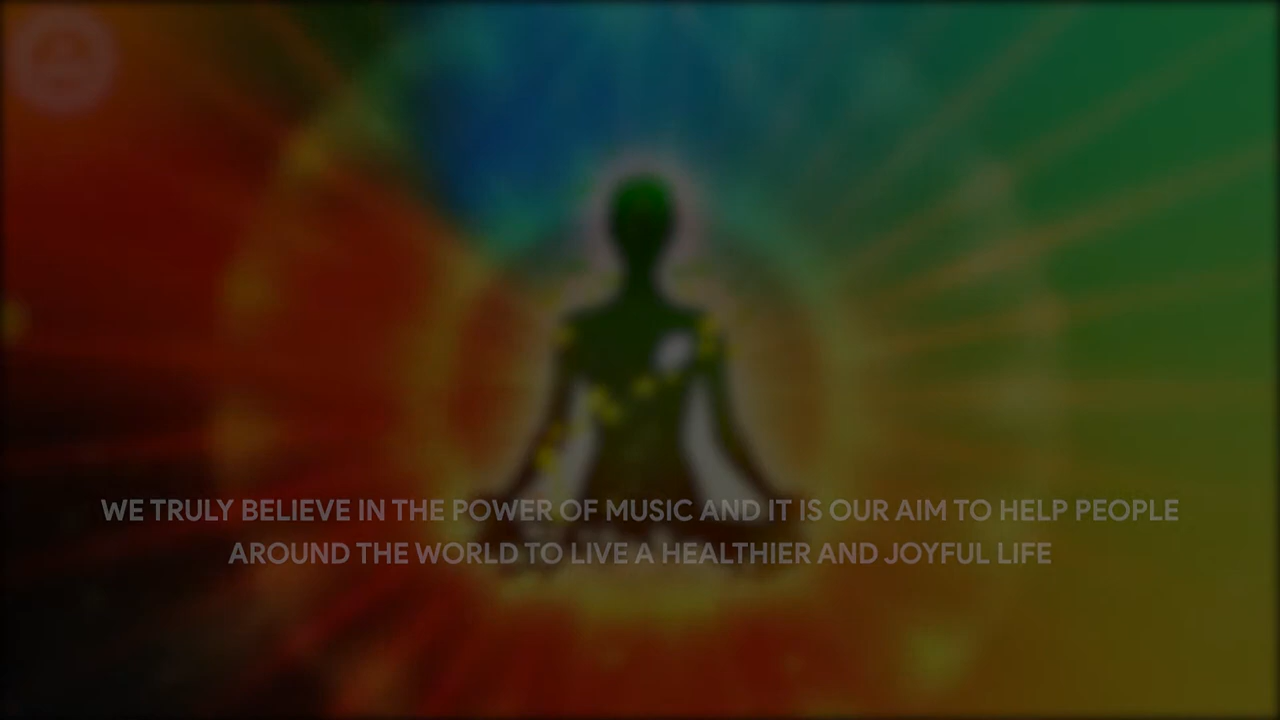 WE TRULY BELIEVE IN THE POWER OF MUSIC AND IT IS OUR AIM TO HELP PEOPLE
AROUND THE WORLD TO LIVE A HEALTHIER AND JOYFUL LIFE